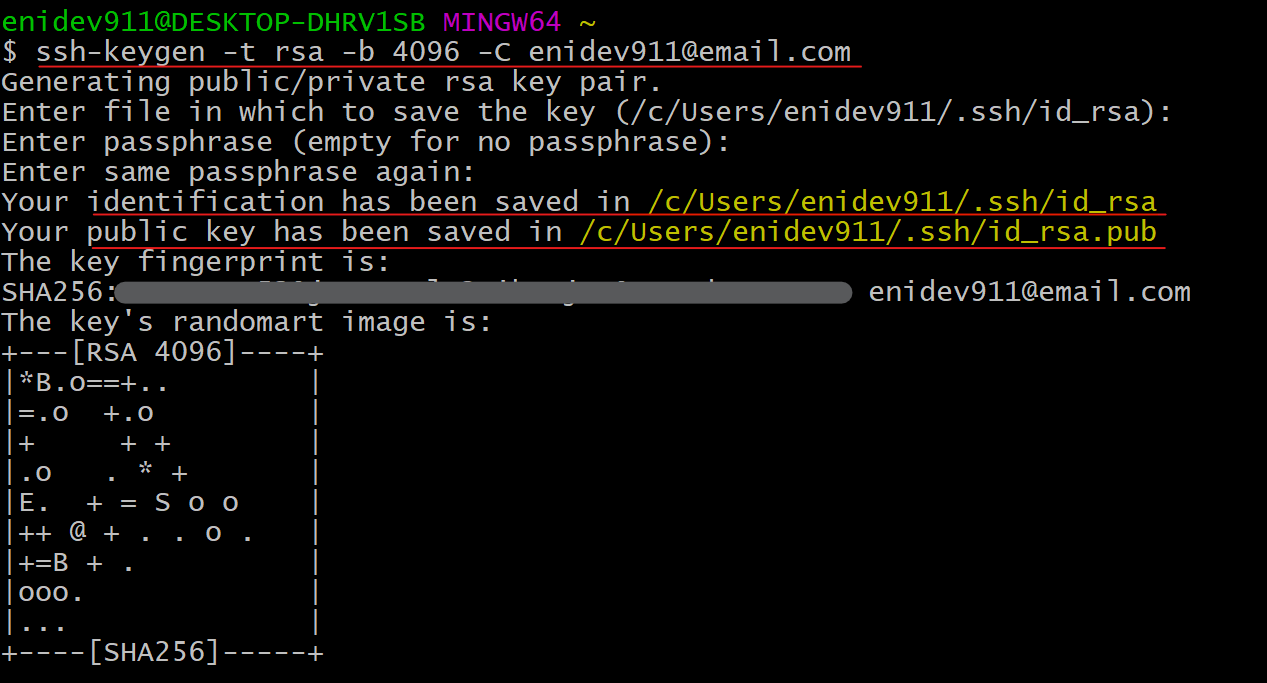 enidev911@DESKTOP-DHRV1SB MINGW64 ~
$ ssh-keygen -t rsa -b 4096 -C enidev911@email.com
Generating public/private rsa key pair.
Enter file in which to save the key (/c/Users/enidev911/.ssh/id_rsa):
Enter passphrase (empty for no passphrase):
Enter same passphrase again:
Your identification has been saved in /c/Users/enidev911/.ssh/id_rsa
Your public key has been saved in /c/Users/enidev911/.ssh/id_rsa.pub
The key fingerprint is:
SHA256: enidev911@email.com
The key's randomart image is:
+---[RSA 4096]----+
|*B.o==+..        |
|=.o  +.o         |
|+     + +        |
|.o   . * +       |
|E.  + = S o o    |
|++ @ + . . o .   |
|+=B + .          |
|ooo.             |
|...              |
+----[SHA256]-----+